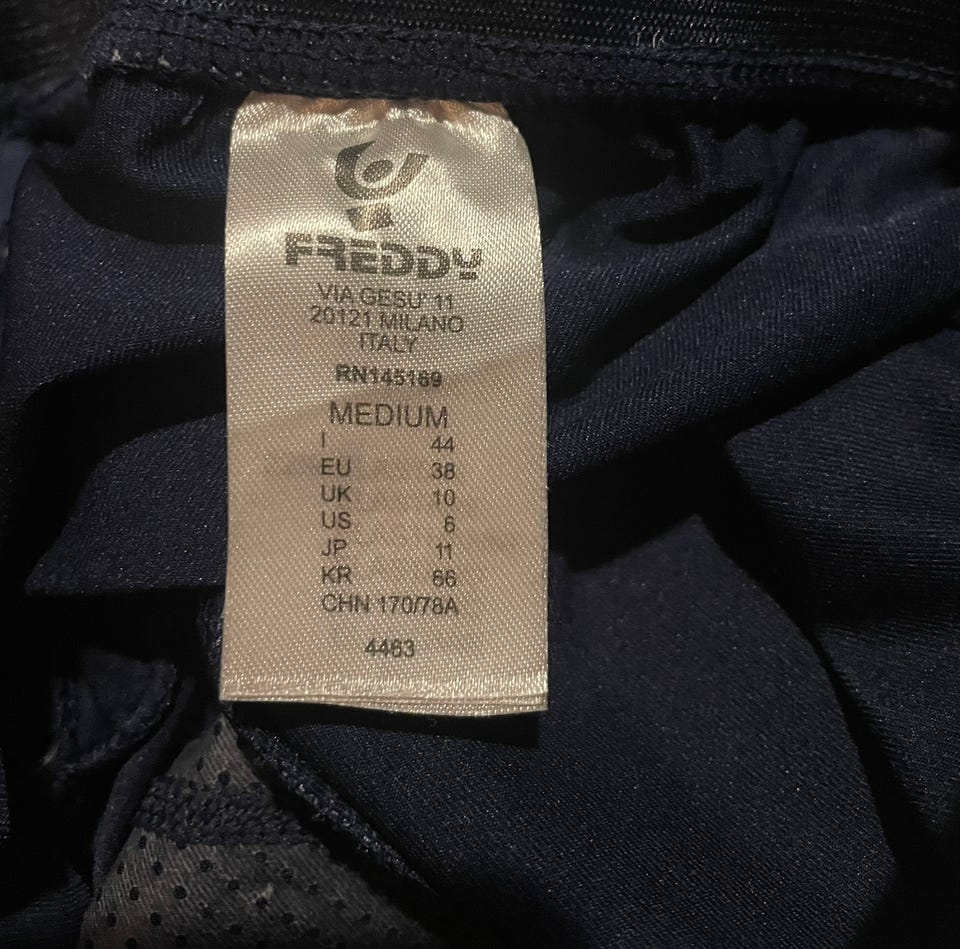 FREDDY
VIA GESU' 11
20121 MILANO
ITALY
RN145169
MEDIUM
I 44
EU 38
UK 10
US 6
JP 11
KR 66
CHN 170/78A
4463